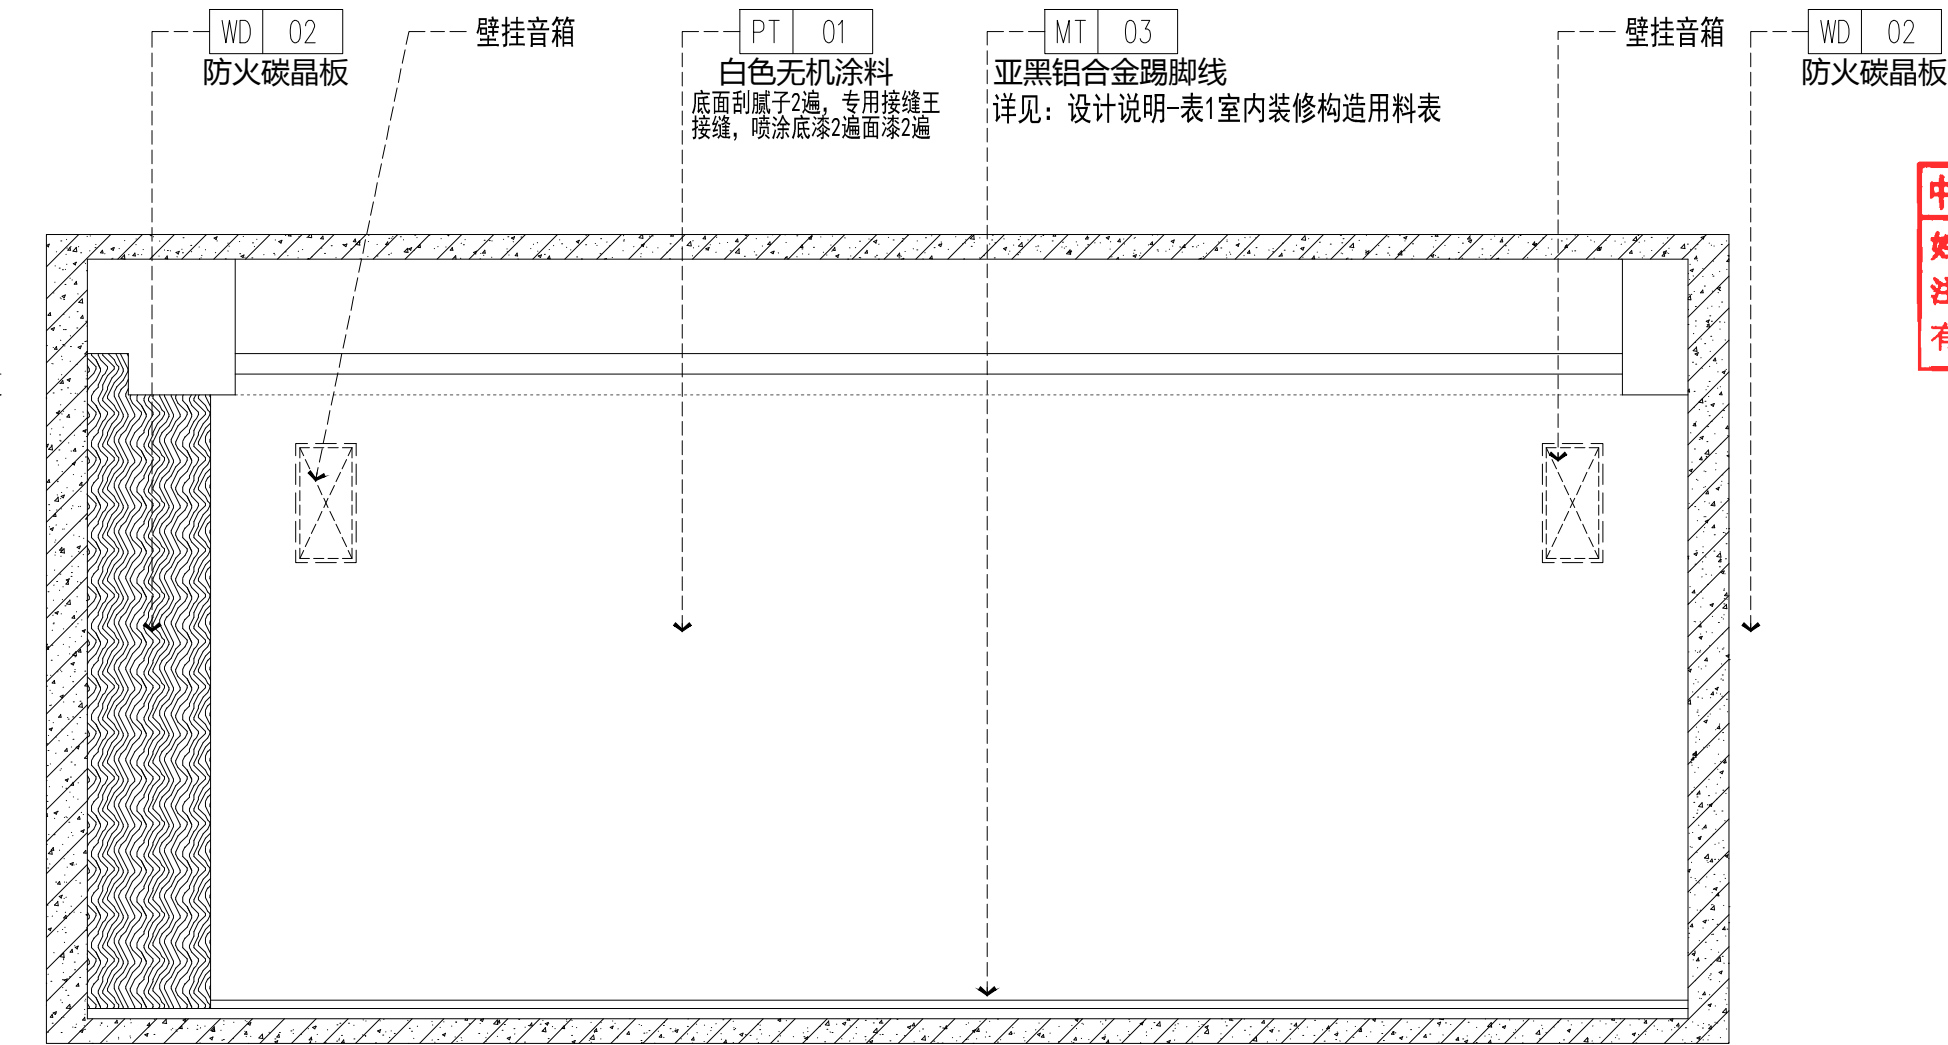 WD 02
防火碳晶板
壁挂音箱
PT 01
白色无机涂料
底面刮腻子2遍，专用接缝王
接缝，喷涂底漆2遍面漆2遍
MT 03
亚黑铝合金踢脚线
详见：设计说明-表1室内装修构造用料表
壁挂音箱
WD 02
防火碳晶板
中
注